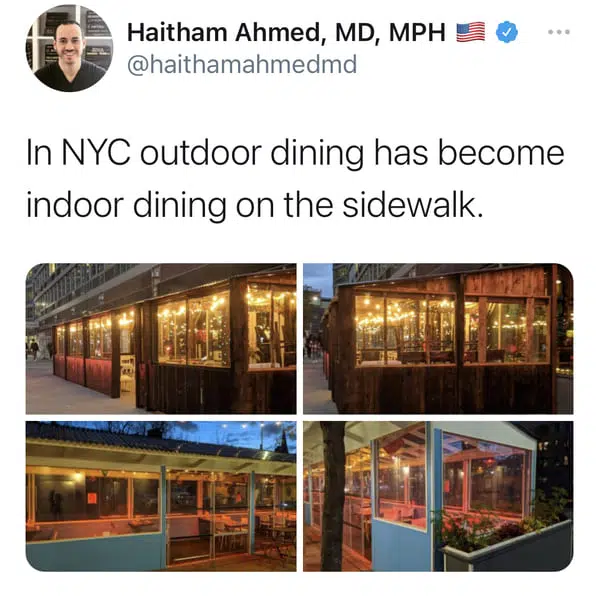 Haitham Ahmed, MD, MPH 🇺🇸
@haithamahmedmd
In NYC outdoor dining has become
indoor dining on the sidewalk.